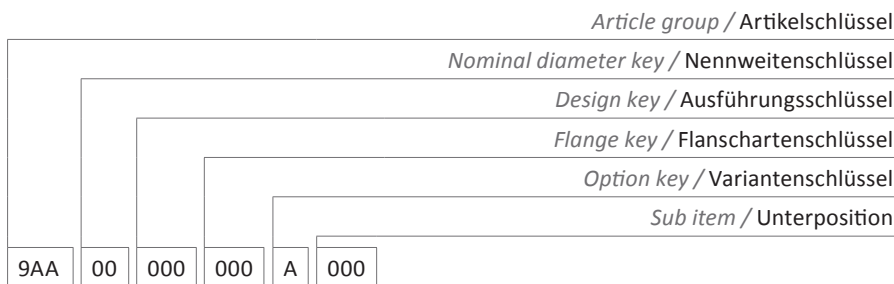 Article group / Artikelschlüssel
Nominal diameter key / Nennweitenschlüssel
Design key / Ausführungsschlüssel
Flange key / Flanschartenschlüssel
Option key / Variantenschlüssel
Sub item / Unterposition
9AA 00 000 000 A 000